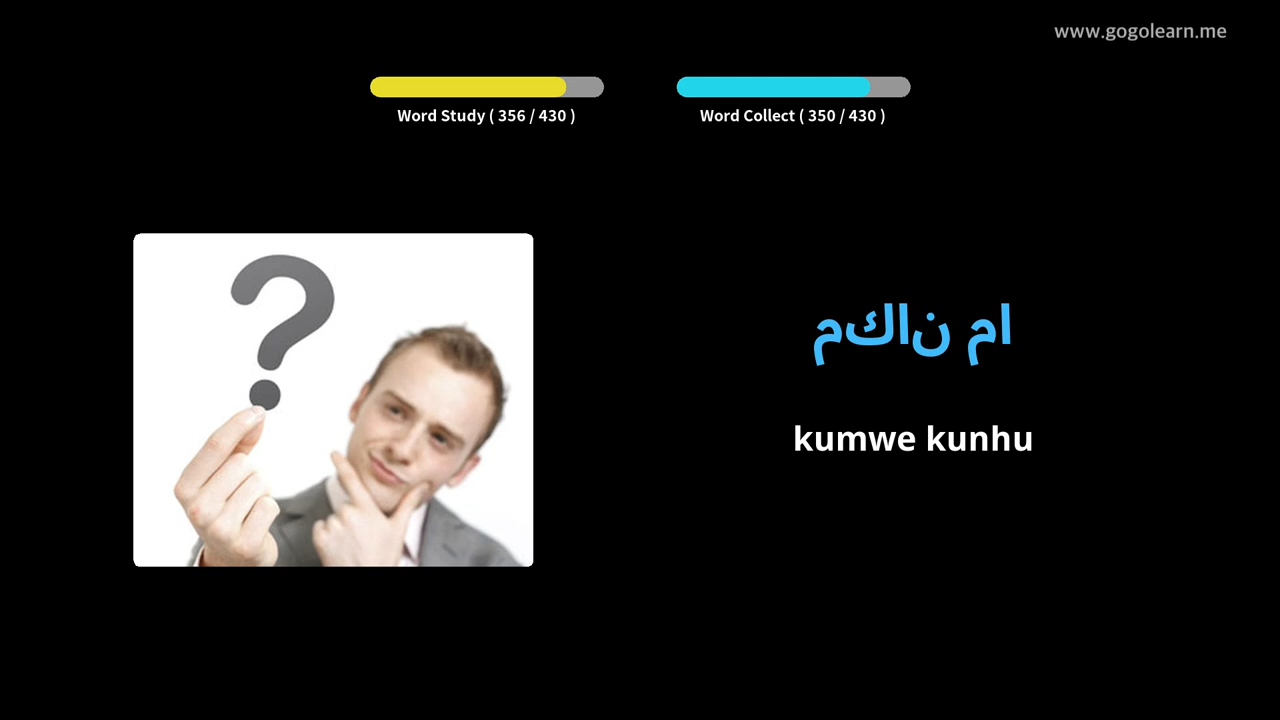 www.gogolearn.me
Word Study ( 356 / 430 )
Word Collect ( 350 / 430 )
مكان ما
kumwe kunhu